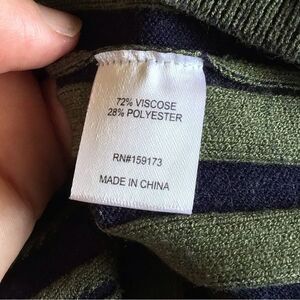 72% VISCOSE
28% POLYESTER
RN#159173
MADE IN CHINA